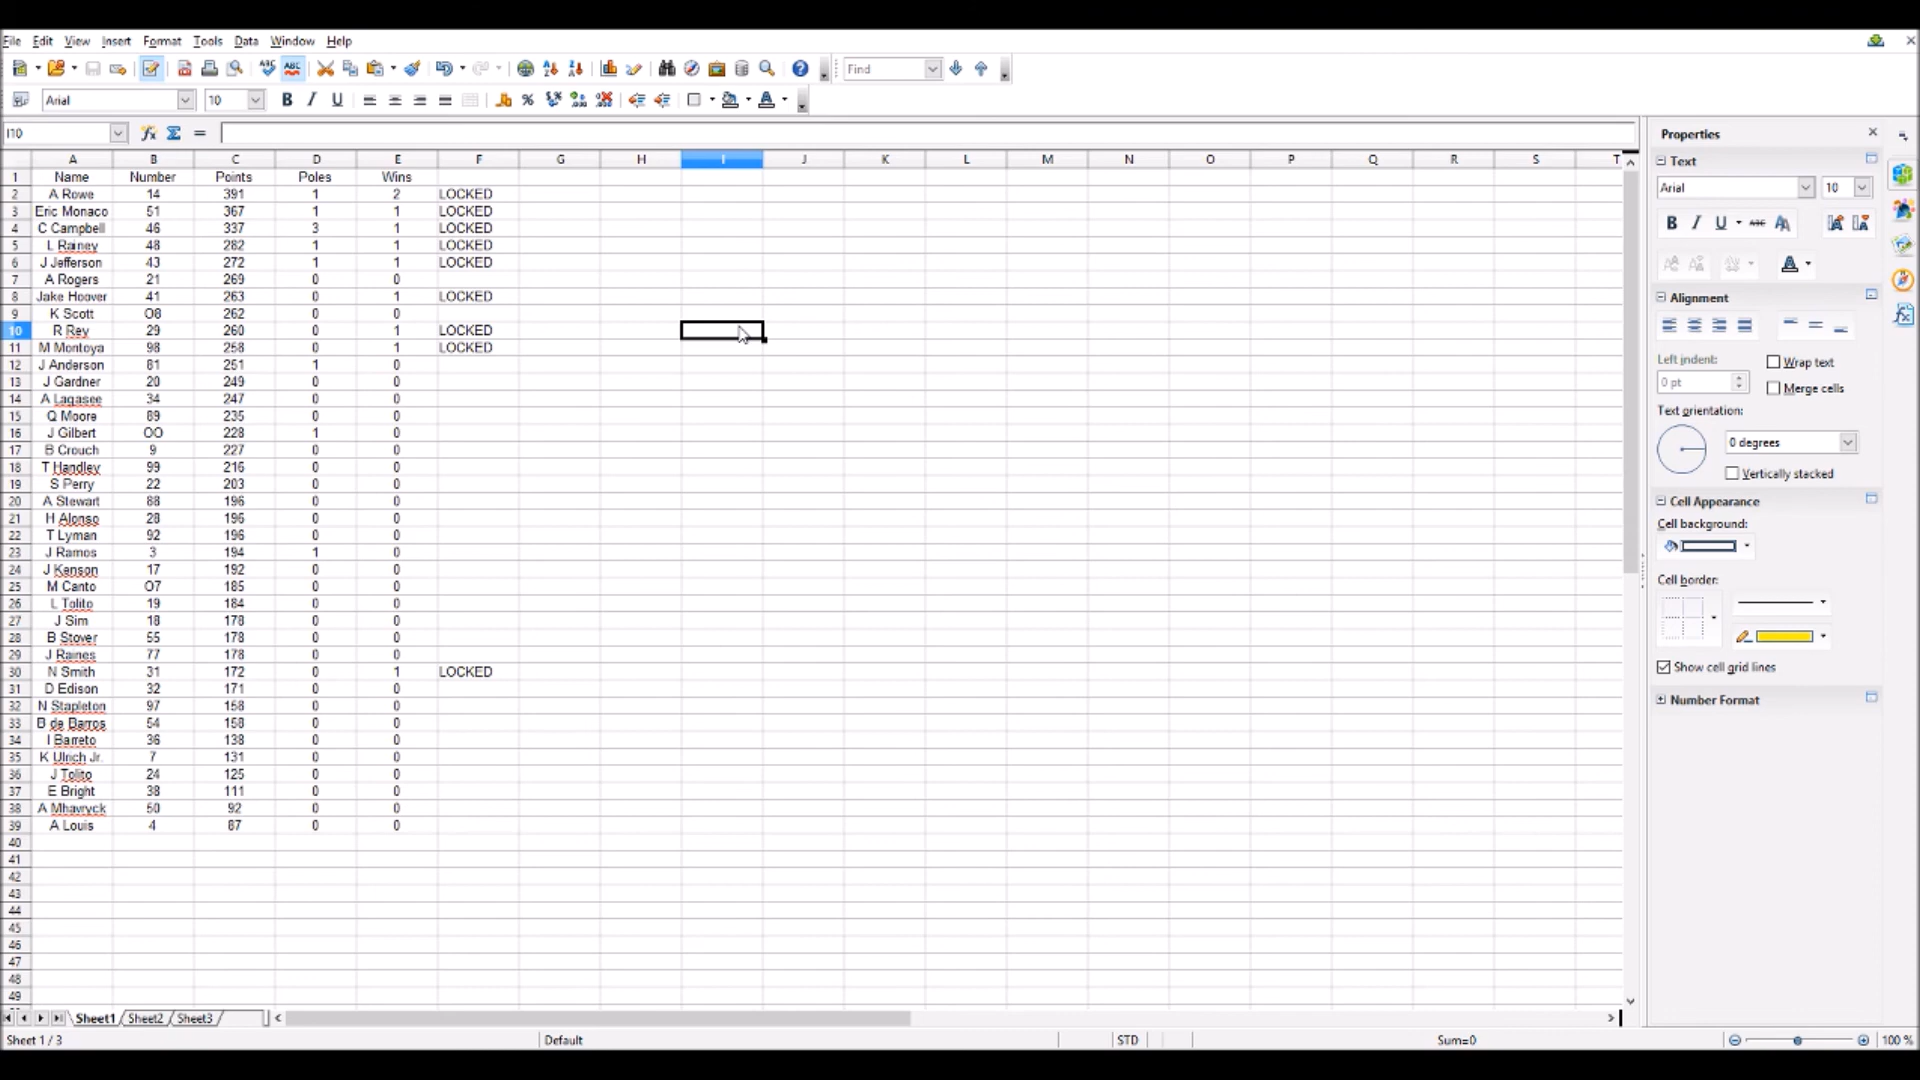 File Edit View Insert Format Tools Data Window Help
Find
Arial 10
I10
A B C D E F G H I J K L M N O P Q R S T
1 Name Number Points Poles Wins
2 A Rowe 14 391 1 2 LOCKED
3 Eric Monaco 51 367 1 1 LOCKED
4 C Campbell 46 337 3 1 LOCKED
5 L Rainey 48 282 1 1 LOCKED
6 J Jefferson 43 272 1 1 LOCKED
7 A Rogers 21 269 0 0
8 Jake Hoover 41 263 0 1 LOCKED
9 K Scott O8 262 0 0
10 R Rey 29 260 0 1 LOCKED
11 M Montoya 98 258 0 1 LOCKED
12 J Anderson 81 251 1 0
13 J Gardner 20 249 0 0
14 A Lagasee 34 247 0 0
15 Q Moore 89 235 0 0
16 J Gilbert OO 228 1 0
17 B Crouch 9 227 0 0
18 T Handley 99 216 0 0
19 S Perry 22 203 0 0
20 A Stewart 88 196 0 0
21 H Alonso 28 196 0 0
22 T Lyman 92 196 0 0
23 J Ramos 3 194 1 0
24 J Kanson 17 192 0 0
25 M Canto O7 185 0 0
26 L Tolito 19 184 0 0
27 J Sim 18 178 0 0
28 B Stover 55 178 0 0
29 J Raines 77 178 0 0
30 N Smith 31 172 0 1 LOCKED
31 D Edison 32 171 0 0
32 N Stapleton 97 158 0 0
33 B de Barros 54 158 0 0
34 I Barreto 36 138 0 0
35 K Ulrich Jr. 7 131 0 0
36 J Tolito 24 125 0 0
37 E Bright 38 111 0 0
38 A Mhavryck 50 92 0 0
39 A Louis 4 87 0 0
40
41
42
43
44
45
46
47
48
49
Sheet1 Sheet2 Sheet3
Sheet 1 / 3 Default STD Sum=0 100 %
Properties
Text
Arial 10
Alignment
Left indent:
0 pt
Wrap text
Merge cells
Text orientation:
0 degrees
Vertically stacked
Cell Appearance
Cell background:
Cell border:
Show cell grid lines
Number Format